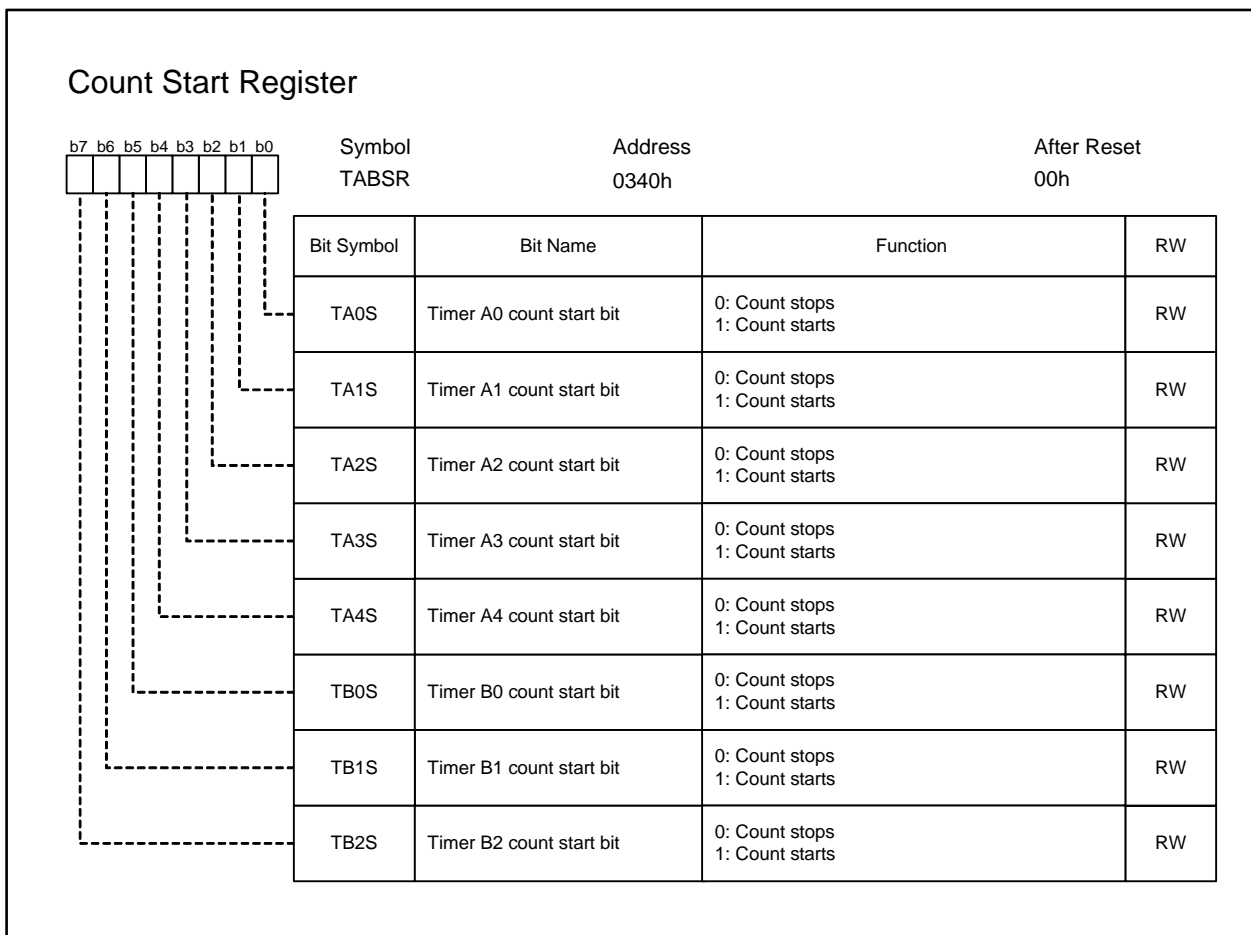 Count Start Register
b7 b6 b5 b4 b3 b2 b1 b0
Symbol Address After Reset
TABSR 0340h 00h
Bit Symbol Bit Name Function RW
TA0S Timer A0 count start bit 0: Count stops
1: Count starts RW
TA1S Timer A1 count start bit 0: Count stops
1: Count starts RW
TA2S Timer A2 count start bit 0: Count stops
1: Count starts RW
TA3S Timer A3 count start bit 0: Count stops
1: Count starts RW
TA4S Timer A4 count start bit 0: Count stops
1: Count starts RW
TB0S Timer B0 count start bit 0: Count stops
1: Count starts RW
TB1S Timer B1 count start bit 0: Count stops
1: Count starts RW
TB2S Timer B2 count start bit 0: Count stops
1: Count starts RW